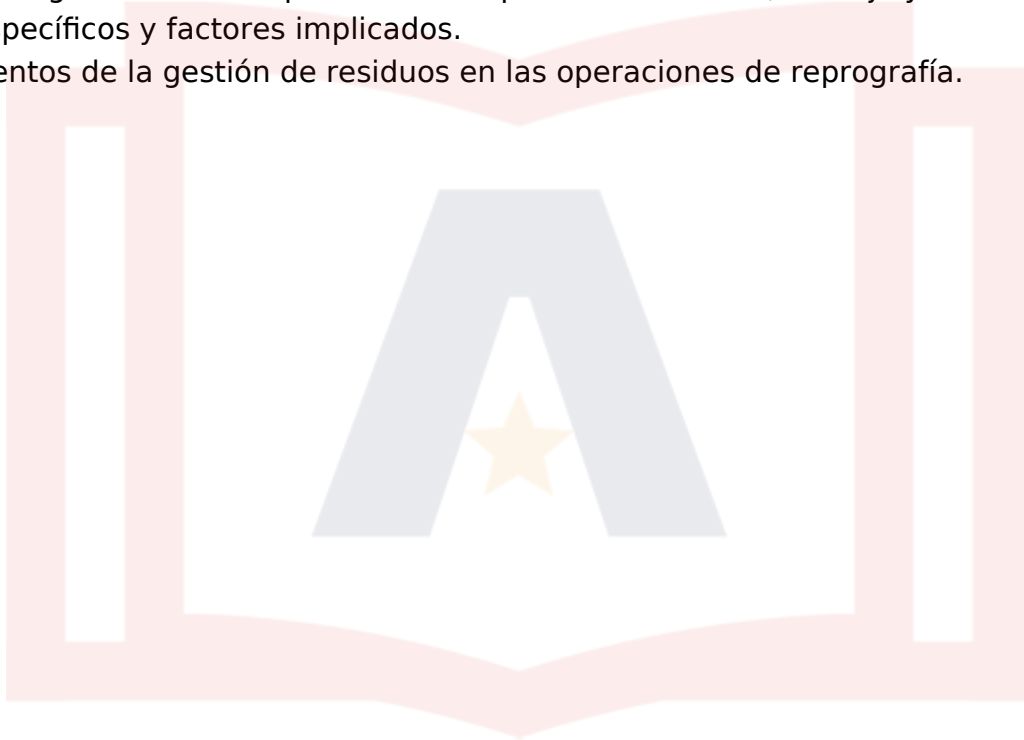 pecíficos y factores implicados.
entos de la gestión de residuos en las operaciones de reprografía.